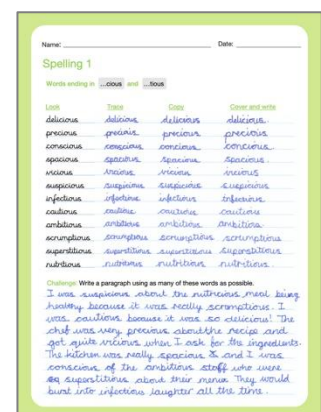 Name: Date:
Spelling 1
Words ending in ...cious and ...tious
Look Trace Copy Cover and write
delicious delicious delicious delicious.
precious precious precious precious
conscious conscious concious concious.
spacious spacious spacious spacious.
vicious vicious vicious vicious
suspicious suspicious suspicious suspicious
infectious infectious infectious infectious.
cautious cautious cautious cautious
ambitious ambitious ambitious ambitious.
scrumptious scrumptious scrumptious scrumptious
superstitious superstitious superstitious superstitious.
nutritious nutritious nutritious nutritious.
Challenge: Write a paragraph using as many of these words as possible.
I was suspicious about the nutricious meal being
healthy because it was really scrumptious. I
was cautious because it was so delicious! The
chef was very precious about the recipe and
got quite vicious when I ask for the ingredients.
The kitchen was really spacious and I was
conscious of the ambitious staff who were
superstitious about their menu. They would
burst into infectious laughter all the time.